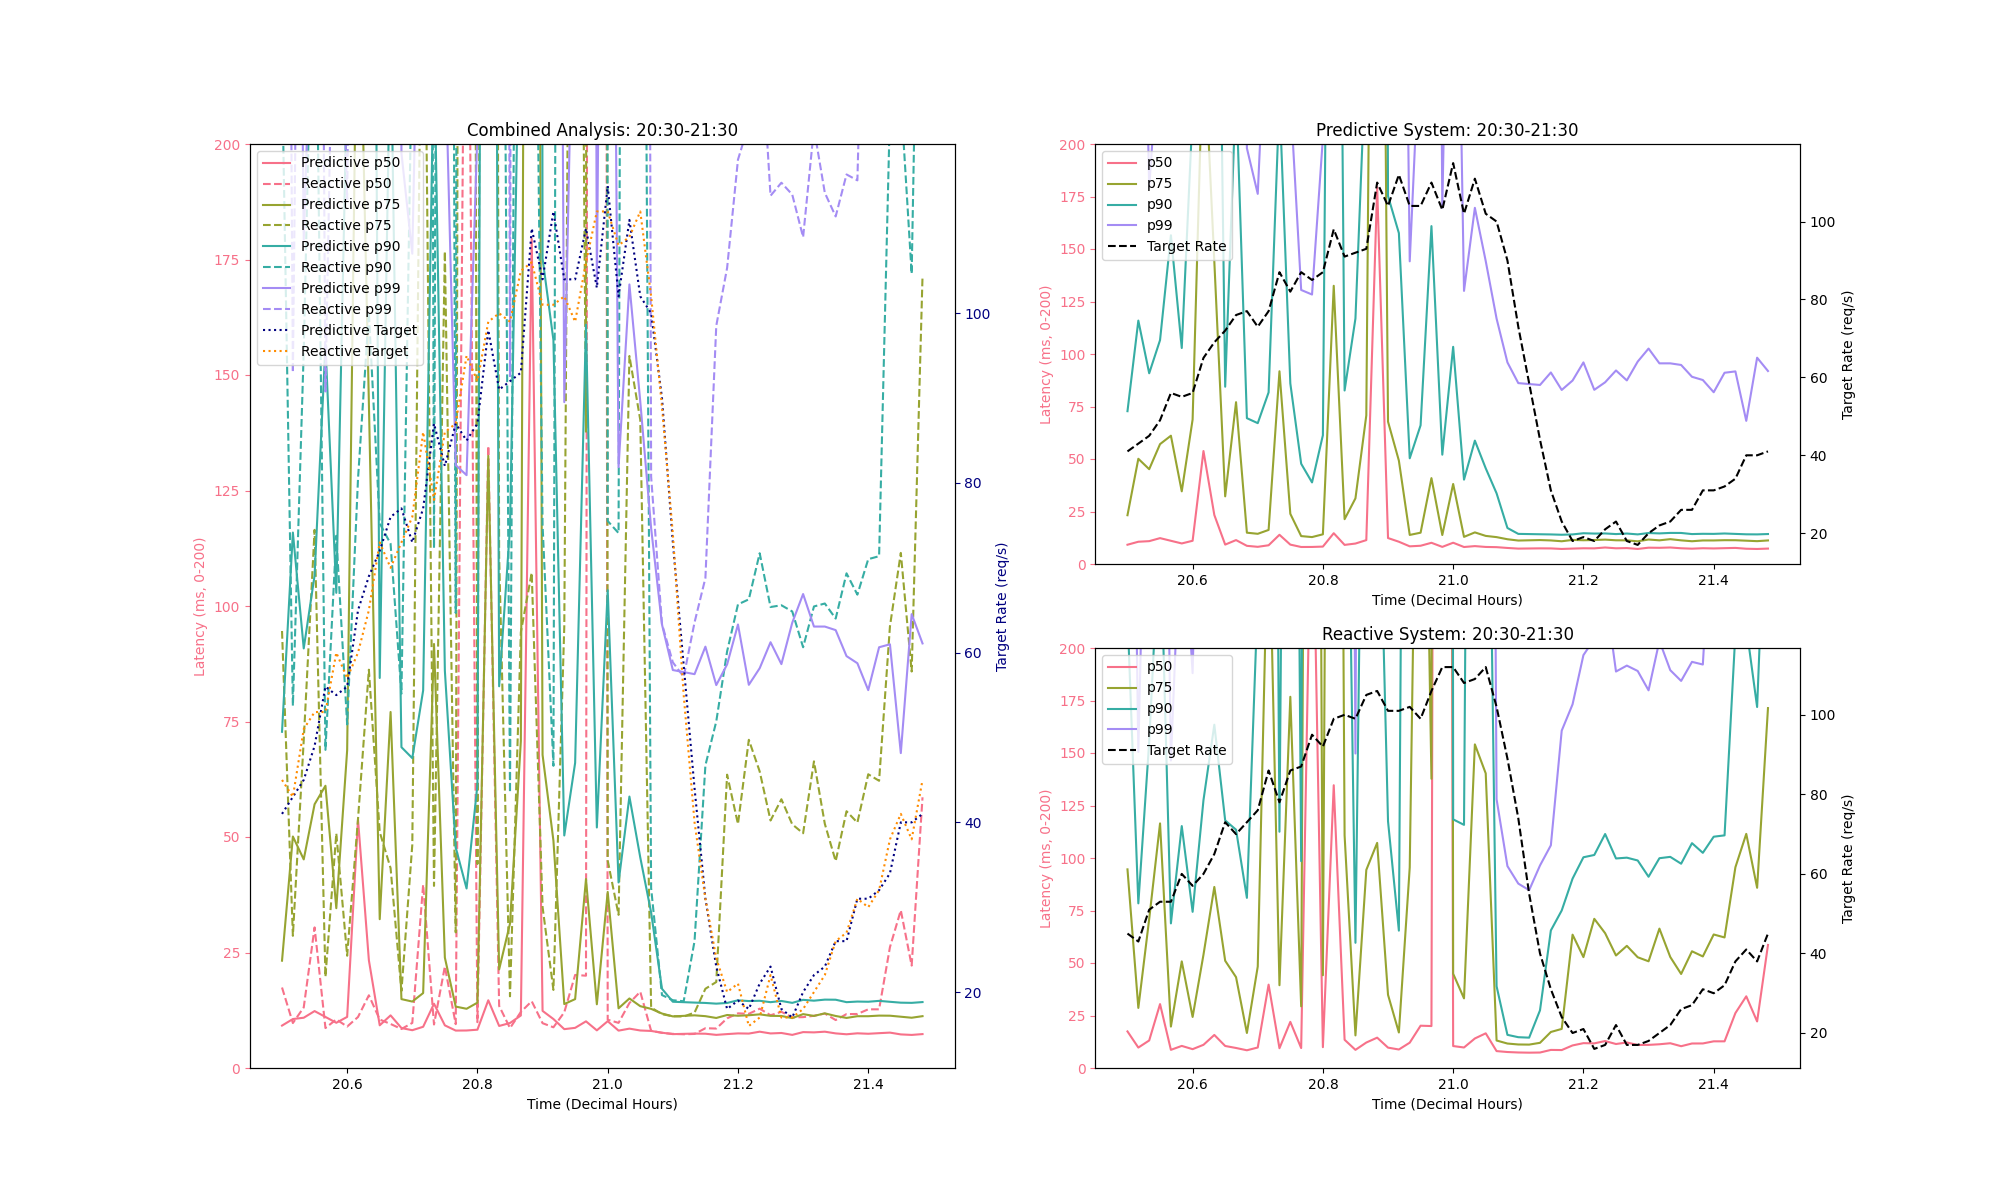 Combined Analysis: 20:30-21:30
Latency (ms, 0-200)
200
175
150
125
100
75
50
25
0
Predictive p50
Reactive p50
Predictive p75
Reactive p75
Predictive p90
Reactive p90
Predictive p99
Reactive p99
Predictive Target
Reactive Target
100
80
60
40
20
Target Rate (req/s)
20.6 20.8 21.0 21.2 21.4
Time (Decimal Hours)
Predictive System: 20:30-21:30
Latency (ms, 0-200)
200
175
150
125
100
75
50
25
0
p50
p75
p90
p99
Target Rate
100
80
60
40
20
Target Rate (req/s)
20.6 20.8 21.0 21.2 21.4
Time (Decimal Hours)
Reactive System: 20:30-21:30
Latency (ms, 0-200)
200
175
150
125
100
75
50
25
0
p50
p75
p90
p99
Target Rate
100
80
60
40
20
Target Rate (req/s)
20.6 20.8 21.0 21.2 21.4
Time (Decimal Hours)